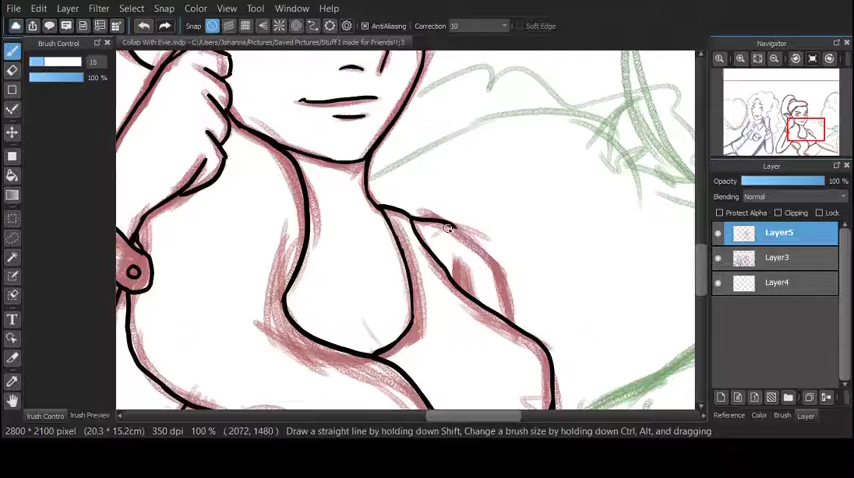 File Edit Layer Filter Select Snap Color View Tool Window Help
Snap AntiAliasing Correction 10 Soft Edge
Brush Control
Collab With Evie.mdp - C:/Users/Johanna/Pictures/Saved Pictures/Stuff I made for Friends
Navigator
15
100 %
Layer
Opacity 100 %
Blending Normal
Protect Alpha Clipping Lock
Layer5
Layer3
Layer4
Brush Contro Brush Preview Reference Color Brush Layer
2800 * 2100 pixel (20.3 * 15.2cm) 350 dpi 100 % ( 2072, 1480 ) Draw a straight line by holding down Shift, Change a brush size by holding down Ctrl, Alt, and dragging